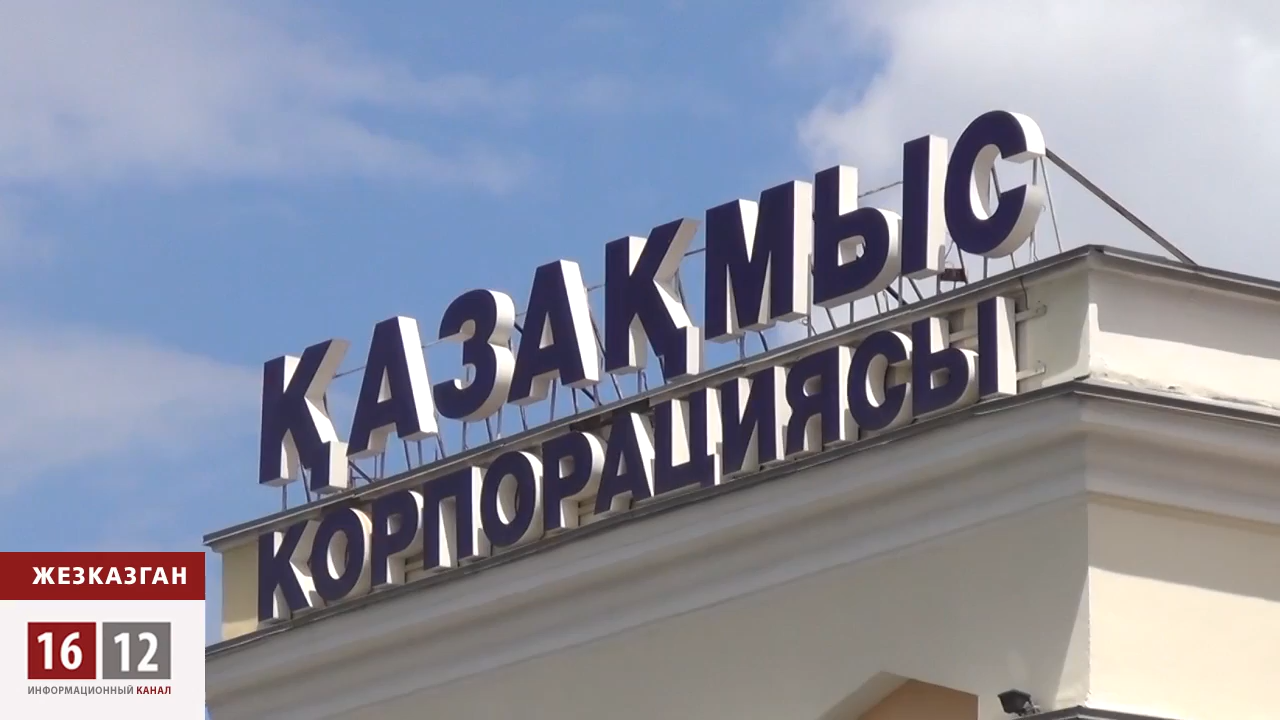 ҚАЗАҚМЫС
КОРПОРАЦИЯСЫ
ЖЕЗКАЗГАН
16 12
ИНФОРМАЦИОННЫЙ КАНАЛ